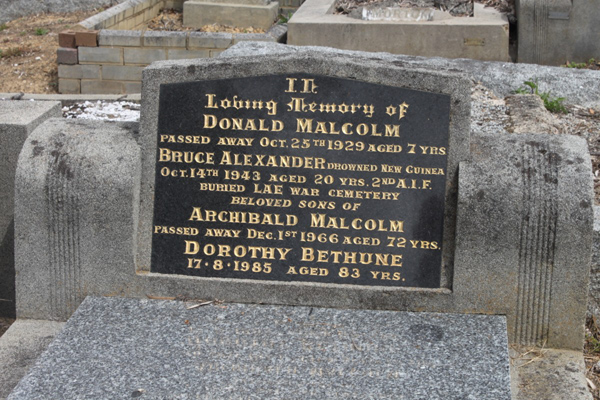 In
Loving Memory of
DONALD MALCOLM
PASSED AWAY OCT. 25TH 1929 AGED 7 YRS
BRUCE ALEXANDER DROWNED NEW GUINEA
OCT. 14TH 1943 AGED 20 YRS. 2ND A.I.F.
BURIED LAE WAR CEMETERY
BELOVED SONS OF
ARCHIBALD MALCOLM
PASSED AWAY DEC. 1ST 1966 AGED 72 YRS.
DOROTHY BETHUNE
17·8·1985 AGED 83 YRS.